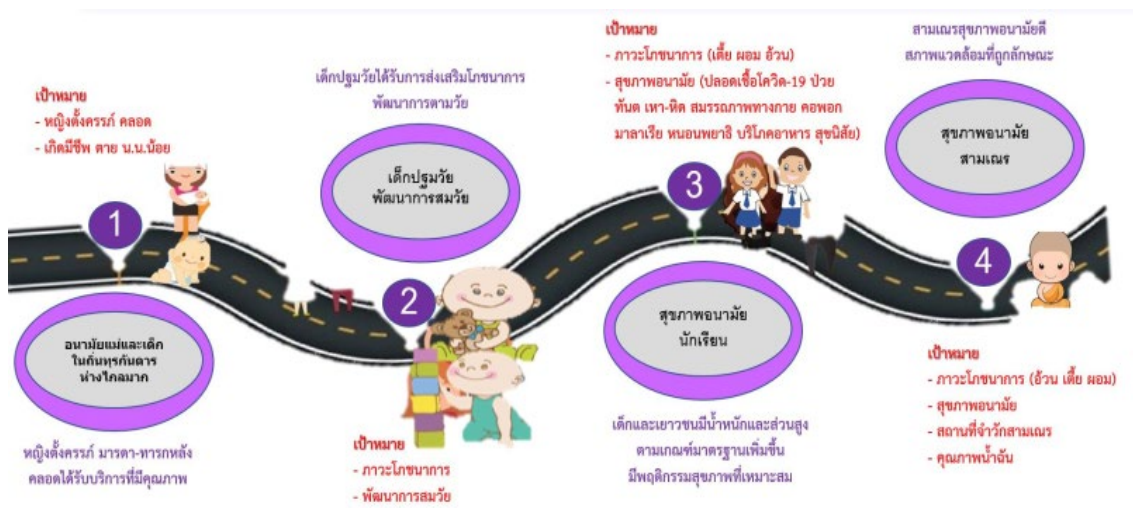 เป้าหมาย
- หญิงตั้งครรภ์ คลอด
- เกิดมีชีพ ตาย น.น.น้อย
1
อนามัยแม่และเด็ก
ในถิ่นทุรกันดาร
ห่างไกลมาก
หญิงตั้งครรภ์ มารดา-ทารกหลัง
คลอดได้รับบริการที่มีคุณภาพ
เด็กปฐมวัยได้รับการส่งเสริมโภชนาการ
พัฒนาการตามวัย
เด็กปฐมวัย
พัฒนาการสมวัย
2
เป้าหมาย
- ภาวะโภชนาการ
- พัฒนาการสมวัย
เป้าหมาย
- ภาวะโภชนาการ (เตี้ย ผอม อ้วน)
- สุขภาพอนามัย (ปลอดเชื้อโควิด-19 ป่วย
ทันต เหา-หิด สมรรถภาพทางกาย คอพอก
มาลาเรีย หนอนพยาธิ บริโภคอาหาร สุขนิสัย)
3
สุขภาพอนามัย
นักเรียน
เด็กและเยาวชนมีน้ำหนักและส่วนสูง
ตามเกณฑ์มาตรฐานเพิ่มขึ้น
มีพฤติกรรมสุขภาพที่เหมาะสม
สามเณรสุขภาพอนามัยดี
สภาพแวดล้อมที่ถูกลักษณะ
สุขภาพอนามัย
สามเณร
4
เป้าหมาย
- ภาวะโภชนาการ (อ้วน เตี้ย ผอม)
- สุขภาพอนามัย
- สถานที่จำวัดสามเณร
- คุณภาพน้ำฉัน